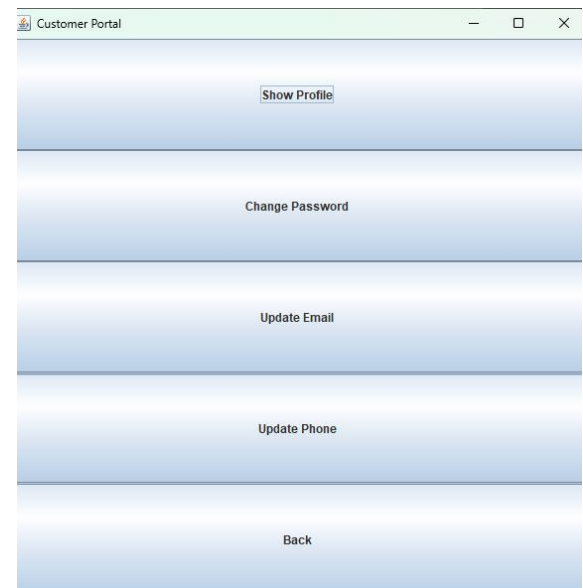 Customer Portal
Show Profile
Change Password
Update Email
Update Phone
Back